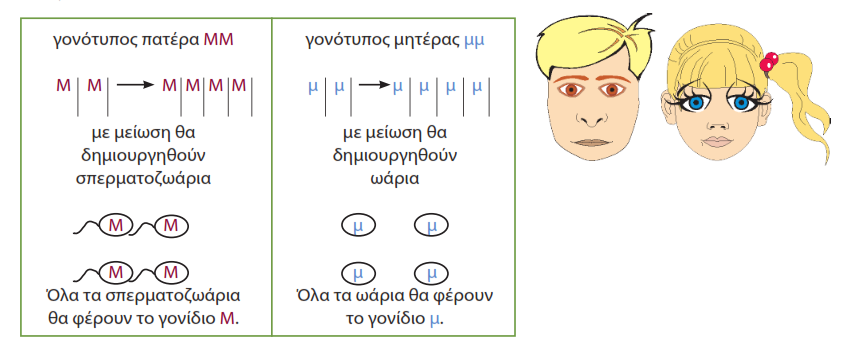 γονότυπος πατέρα ΜΜ
Μ Μ Μ Μ Μ Μ
με μείωση θα
δημιουργηθούν
σπερματοζωάρια
Μ Μ
Μ Μ
Όλα τα σπερματοζωάρια
θα φέρουν το γονίδιο Μ.
γονότυπος μητέρας μμ
μ μ μ μ μ μ
με μείωση θα
δημιουργηθούν
ωάρια
μ μ
μ μ
Όλα τα ωάρια θα φέρουν
το γονίδιο μ.